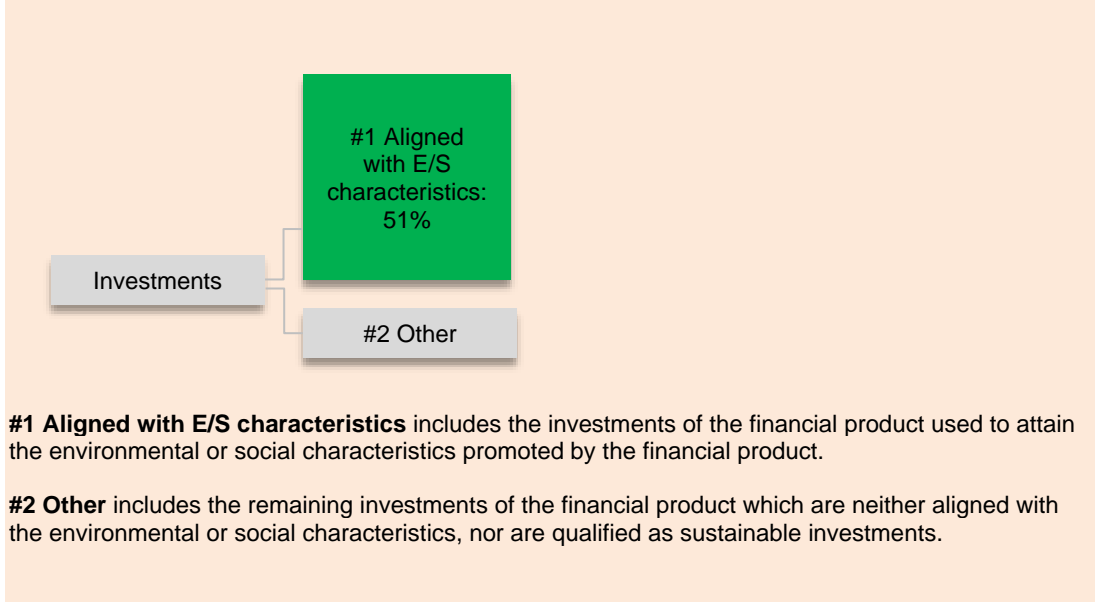 #1 Aligned
with E/S
characteristics:
51%
Investments
#2 Other
#1 Aligned with E/S characteristics includes the investments of the financial product used to attain
the environmental or social characteristics promoted by the financial product.
#2 Other includes the remaining investments of the financial product which are neither aligned with
the environmental or social characteristics, nor are qualified as sustainable investments.